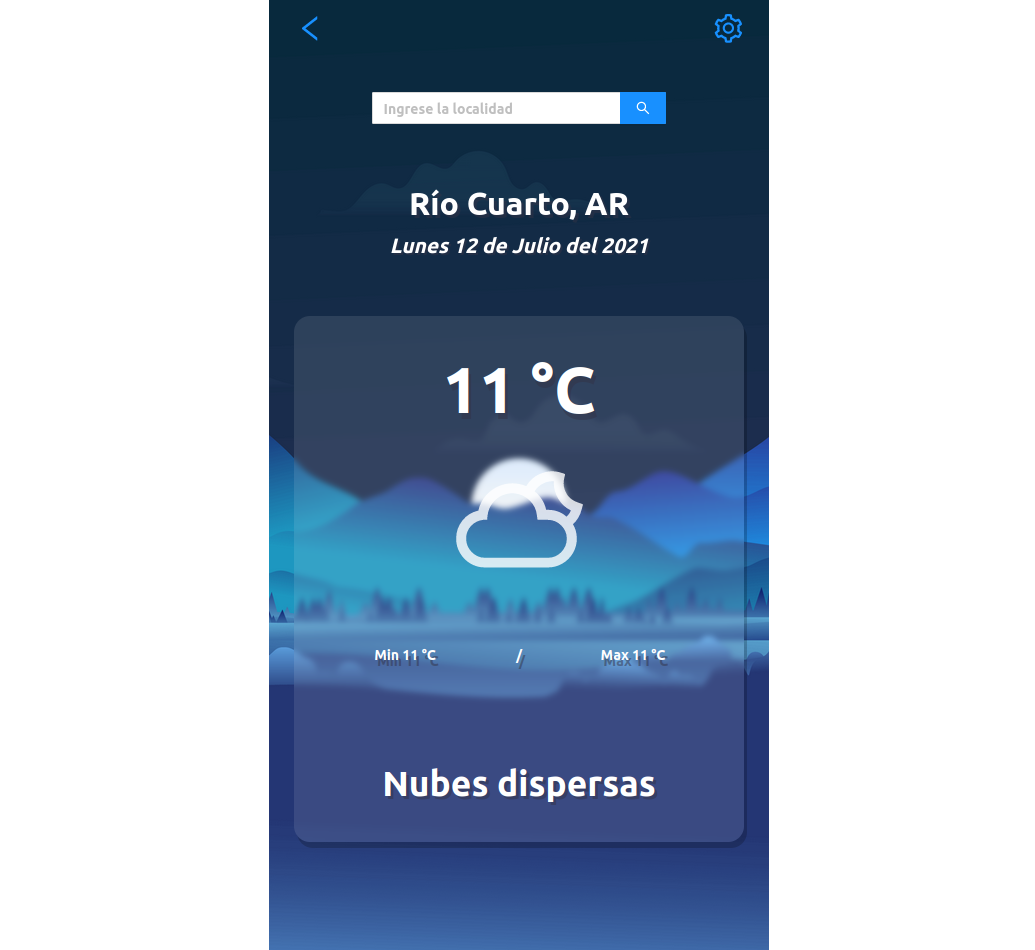 Ingrese la localidad
Río Cuarto, AR
Lunes 12 de Julio del 2021
11 °C
Min 11 °C / Max 11 °C
Nubes dispersas